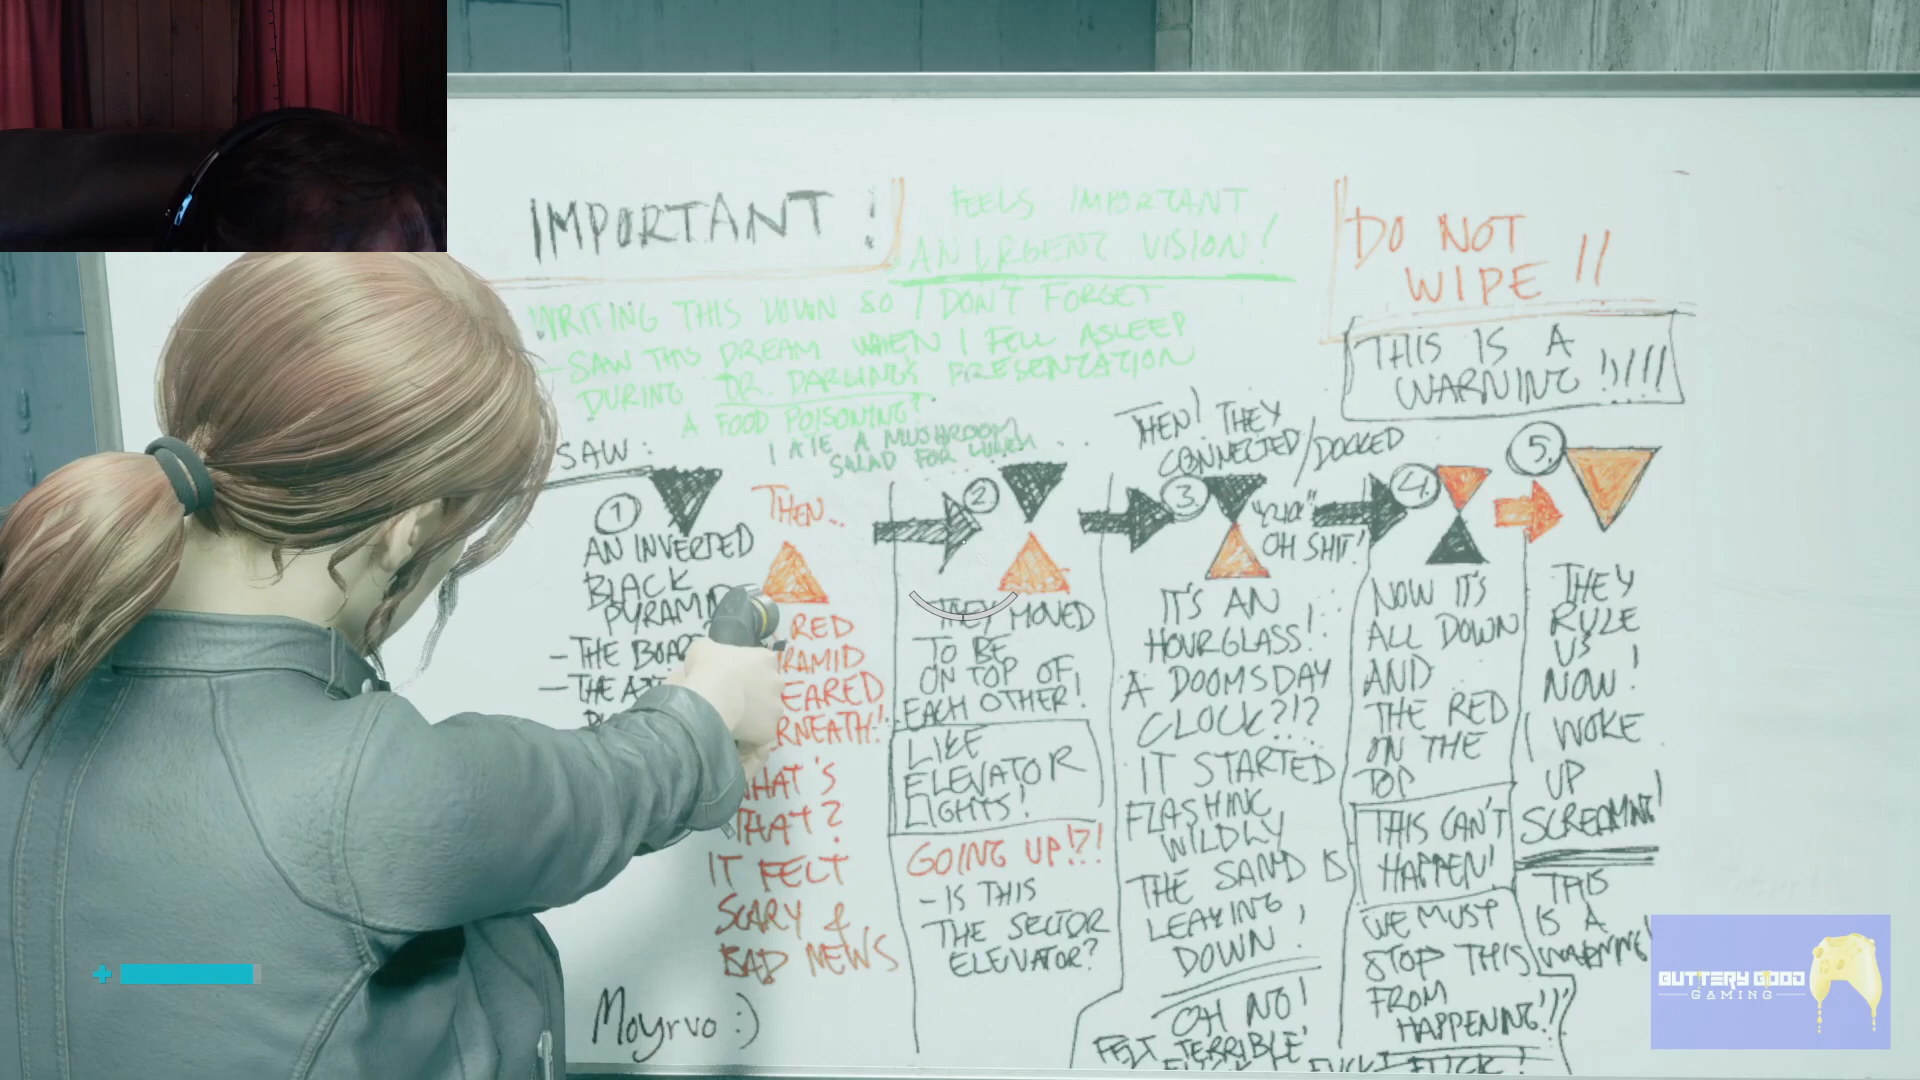 IMPORTANT!
FEELS IMPORTANT
AN URGENT VISION!
DO NOT
WIPE !!
WRITING THIS DOWN SO I DON'T FORGET
- SAW THIS DREAM WHEN I FELL ASLEEP
DURING DR. DARLING'S PRESENTATION
A FOOD POISONING?
I ATE A MUSHROOM
SALAD FOR LUNCH
THIS IS A
WARNING !!!!!
SAW:
1
AN INVERTED
BLACK
PYRAMID
- THE BOAR
- THE
THEN...
RED
RAMID
EARED
ERNEATH!
WHAT'S
THAT?
IT FELT
SCARY &
BAD NEWS
2
THEY MOVED
TO BE
ON TOP OF
EACH OTHER!
LIKE
ELEVATOR
LIGHTS!
GOING UP!?!
- IS THIS
THE SECTOR
ELEVATOR?
THEN! THEY
CONNECTED/DOCKED
3
OH SHIT!
IT'S AN
HOURGLASS!
A DOOMSDAY
CLOCK?!?
IT STARTED
FLASHING
WILDLY
THE SAND IS
LEAKING
DOWN!
OH NO!
FELT TERRIBLE!
4.
NOW IT'S
ALL DOWN
AND
THE RED
ON THE
TOP
THIS CAN'T
HAPPEN!
WE MUST
STOP THIS
FROM
HAPPENING!!
5.
THEY
RULE
US
NOW!
I WOKE
UP
SCREAMING!
THIS
IS A
WARNING!
Moyrvo :)
BUTTERY GOOD
GAMING